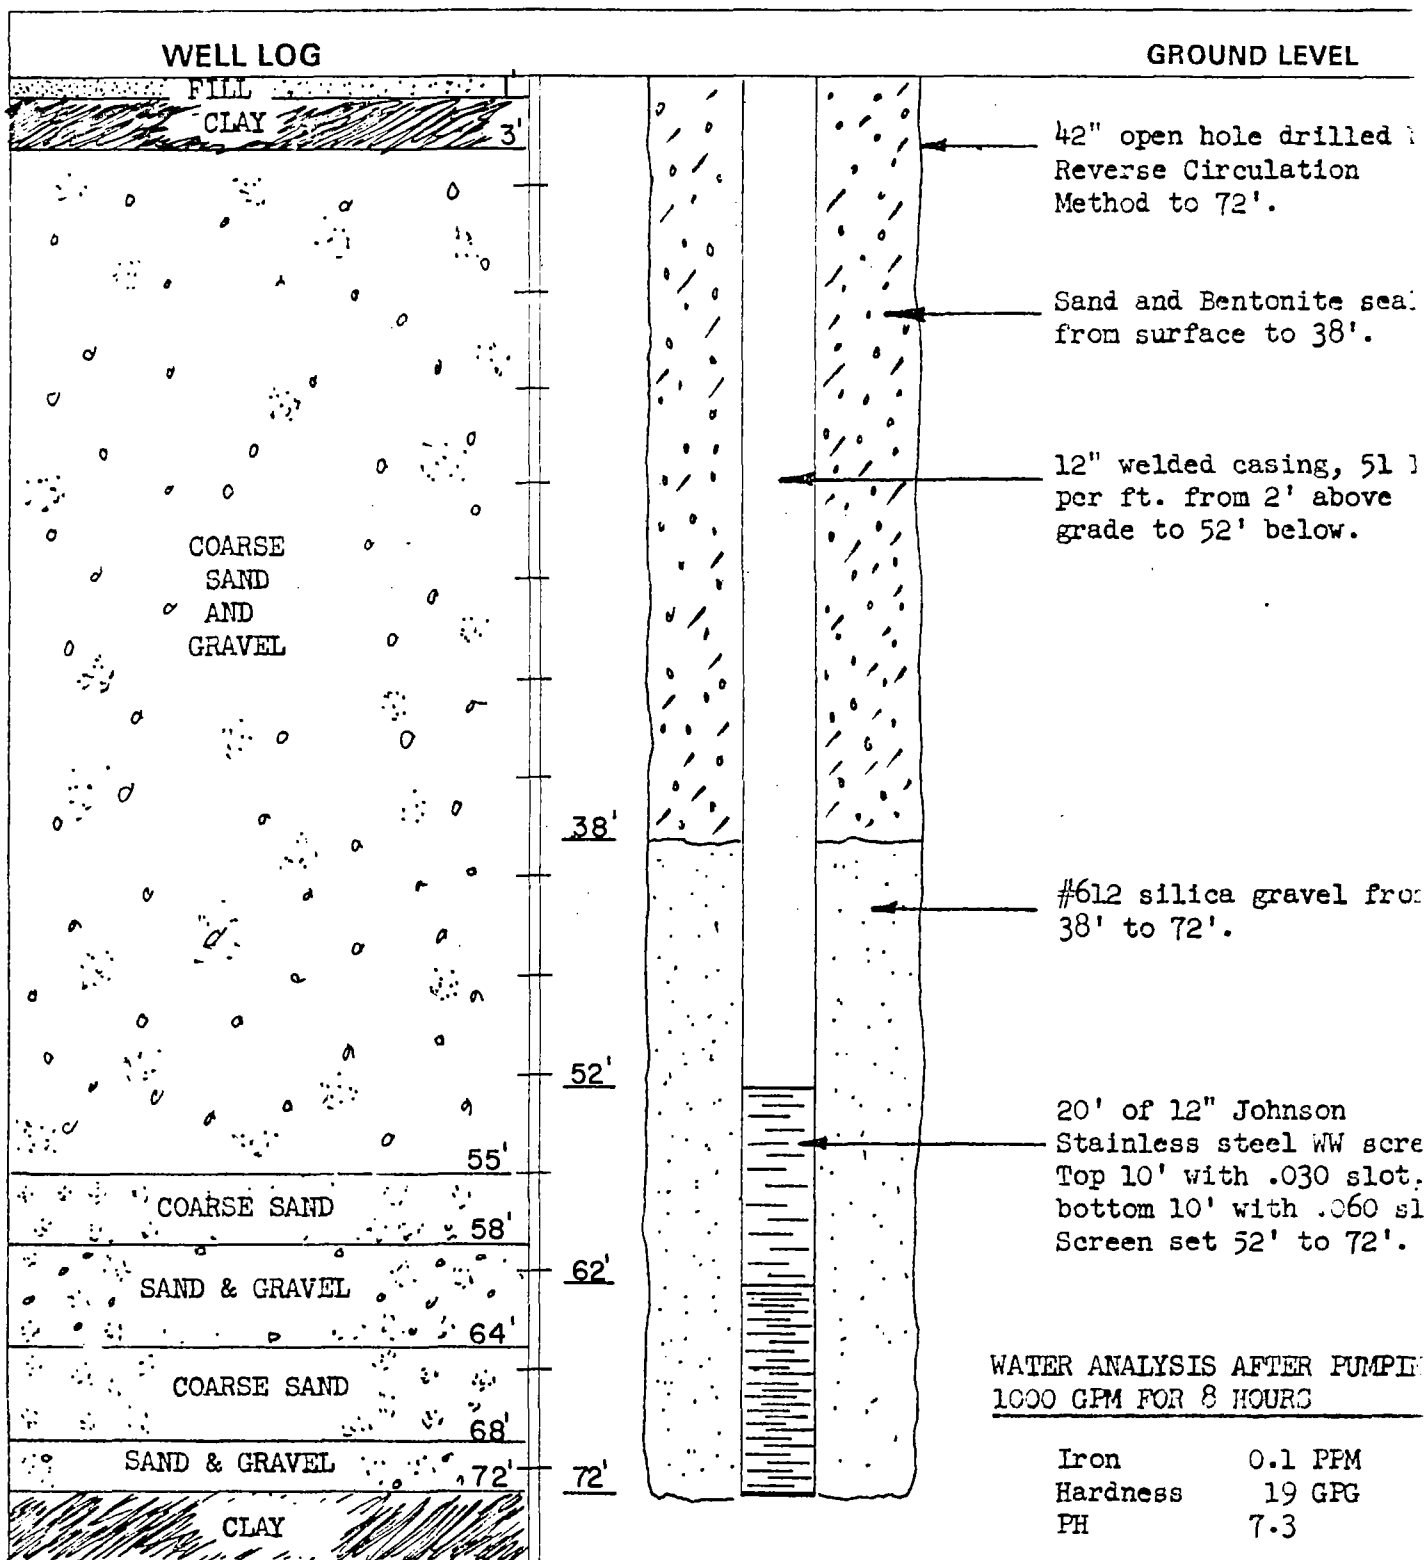 WELL LOG
GROUND LEVEL
FILL
1'
CLAY
3'
42" open hole drilled
Reverse Circulation
Method to 72'.
Sand and Bentonite seal
from surface to 38'.
12" welded casing, 51
per ft. from 2' above
grade to 52' below.
COARSE
SAND
AND
GRAVEL
38'
#612 silica gravel from
38' to 72'.
52'
20' of 12" Johnson
Stainless steel WW scre
Top 10' with .030 slot,
bottom 10' with .060 sl
Screen set 52' to 72'.
55'
COARSE SAND
58'
62'
SAND & GRAVEL
64'
COARSE SAND
68'
SAND & GRAVEL
72'
72'
CLAY
WATER ANALYSIS AFTER PUMPIN
1000 GPM FOR 8 HOURS
Iron 0.1 PPM
Hardness 19 GPG
PH 7.3